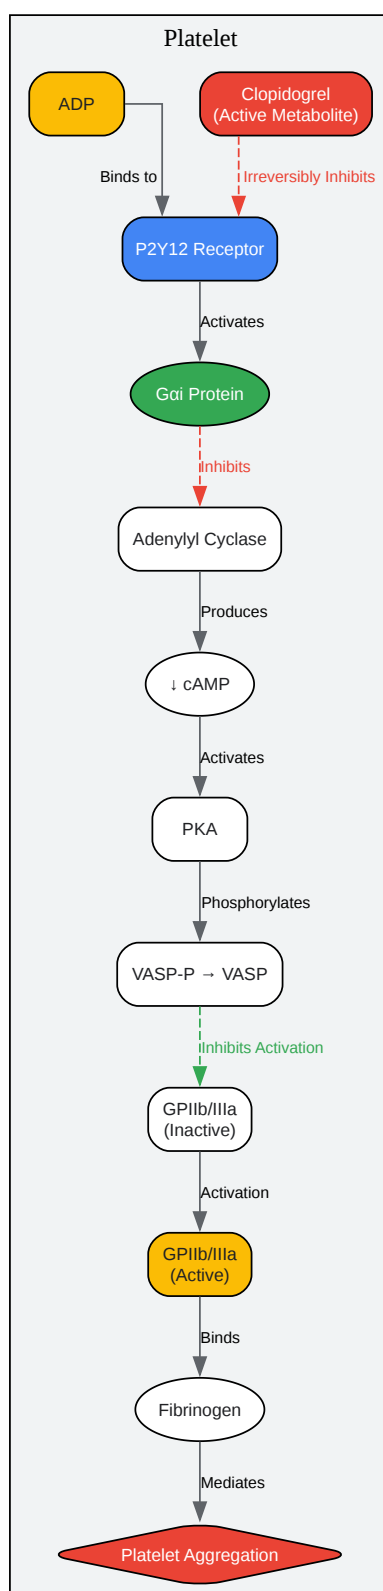 Platelet
ADP
Clopidogrel
(Active Metabolite)
Binds to
Irreversibly Inhibits
P2Y12 Receptor
Activates
Gαi Protein
Inhibits
Adenylyl Cyclase
Produces
↓ cAMP
Activates
PKA
Phosphorylates
VASP-P → VASP
Inhibits Activation
GPIIb/IIIa
(Inactive)
Activation
GPIIb/IIIa
(Active)
Binds
Fibrinogen
Mediates
Platelet Aggregation